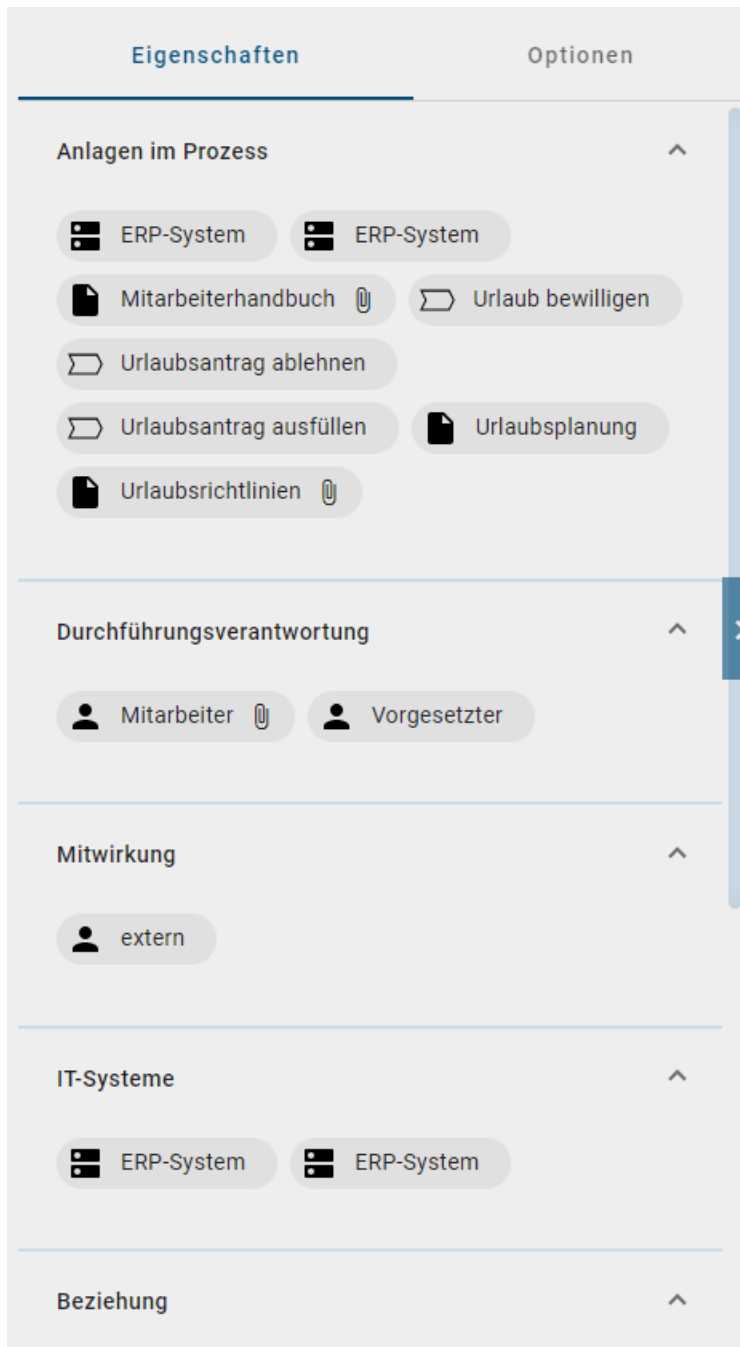 Eigenschaften Optionen
Anlagen im Prozess
ERP-System ERP-System
Mitarbeiterhandbuch Urlaub bewilligen
Urlaubsantrag ablehnen
Urlaubsantrag ausfüllen Urlaubsplanung
Urlaubsrichtlinien
Durchführungsverantwortung
Mitarbeiter Vorgesetzter
Mitwirkung
extern
IT-Systeme
ERP-System ERP-System
Beziehung